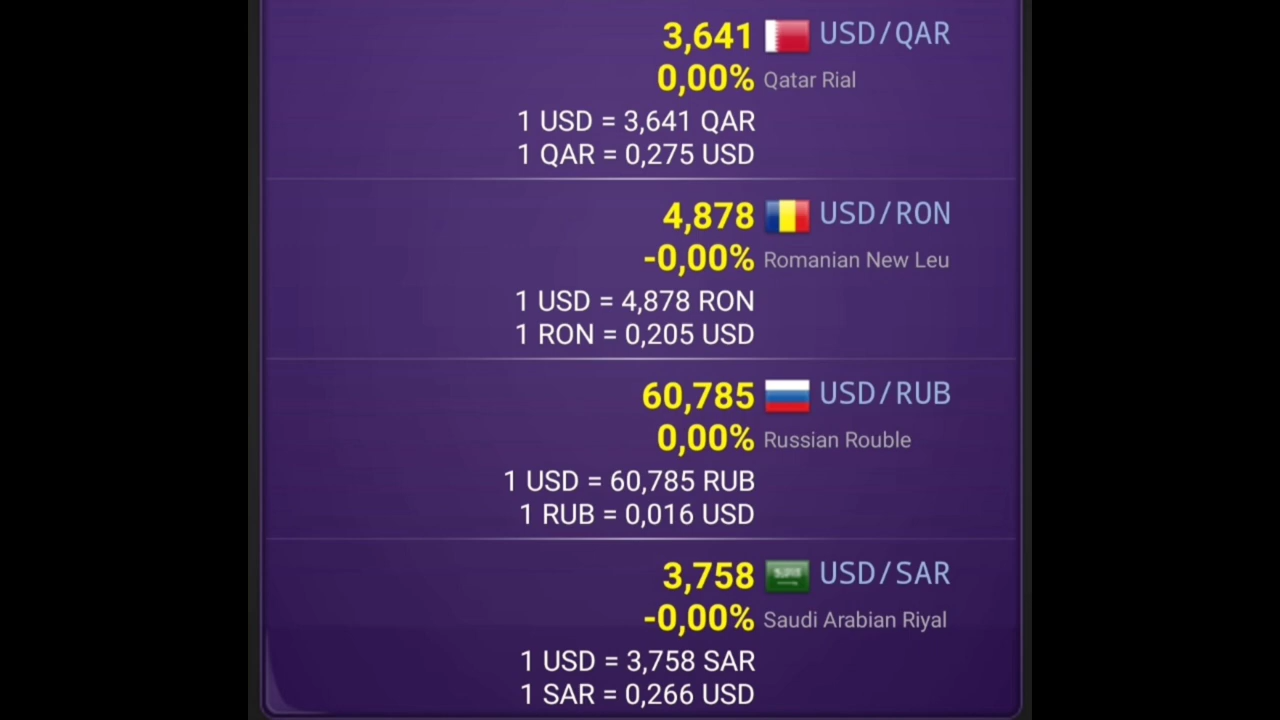 3,641 USD/QAR
0,00% Qatar Rial
1 USD = 3,641 QAR
1 QAR = 0,275 USD
4,878 USD/RON
-0,00% Romanian New Leu
1 USD = 4,878 RON
1 RON = 0,205 USD
60,785 USD/RUB
0,00% Russian Rouble
1 USD = 60,785 RUB
1 RUB = 0,016 USD
3,758 USD/SAR
-0,00% Saudi Arabian Riyal
1 USD = 3,758 SAR
1 SAR = 0,266 USD